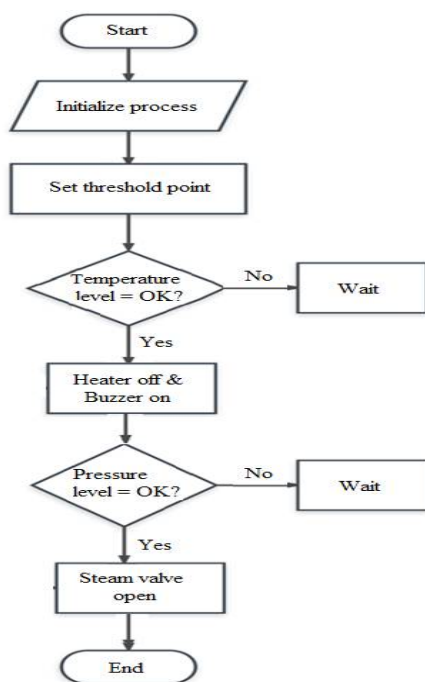 Start
Initialize process
Set threshold point
Temperature
level = OK?
No
Wait
Yes
Heater off &
Buzzer on
Pressure
level = OK?
No
Wait
Yes
Steam valve
open
End